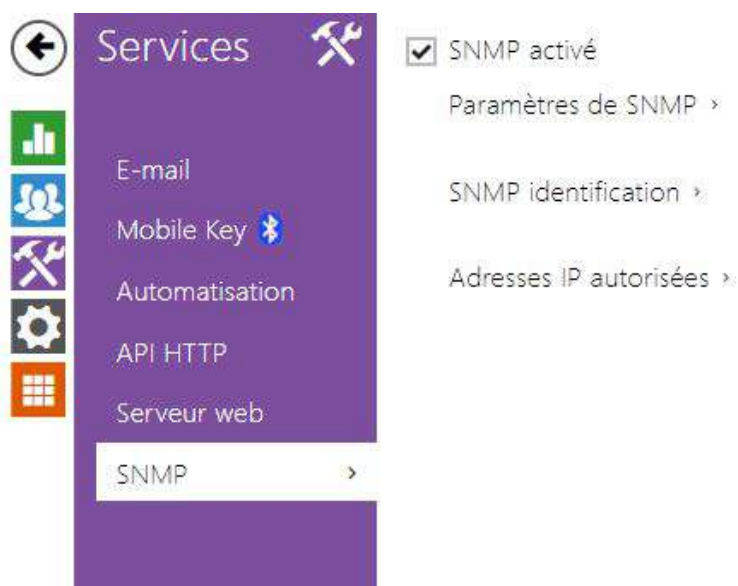 Services
E-mail
Mobile Key
Automatisation
API HTTP
Serveur web
SNMP
SNMP activé
Paramètres de SNMP
SNMP identification
Adresses IP autorisées